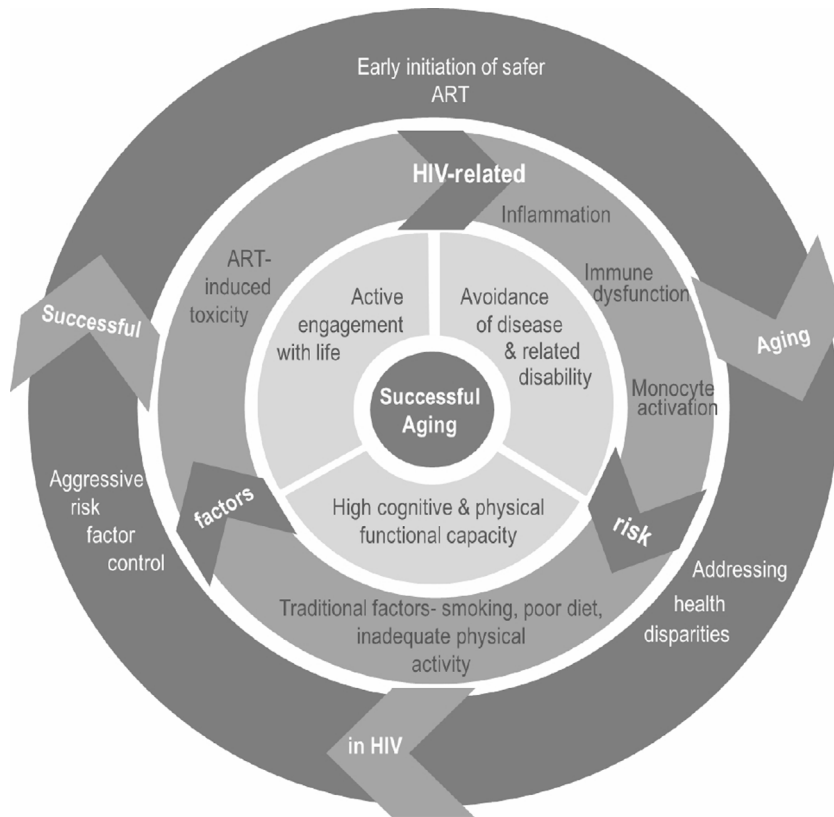 Early initiation of safer
ART
HIV-related
Inflammation
Immune
dysfunction
Monocyte
activation
ART-
induced
toxicity
Active
engagement
with life
Avoidance
of disease
& related
disability
Successful
Aging
Successful
Aging
High cognitive & physical
functional capacity
risk
factors
Aggressive
risk
factor
control
Addressing
health
disparities
Traditional factors- smoking, poor diet,
inadequate physical
activity
in HIV